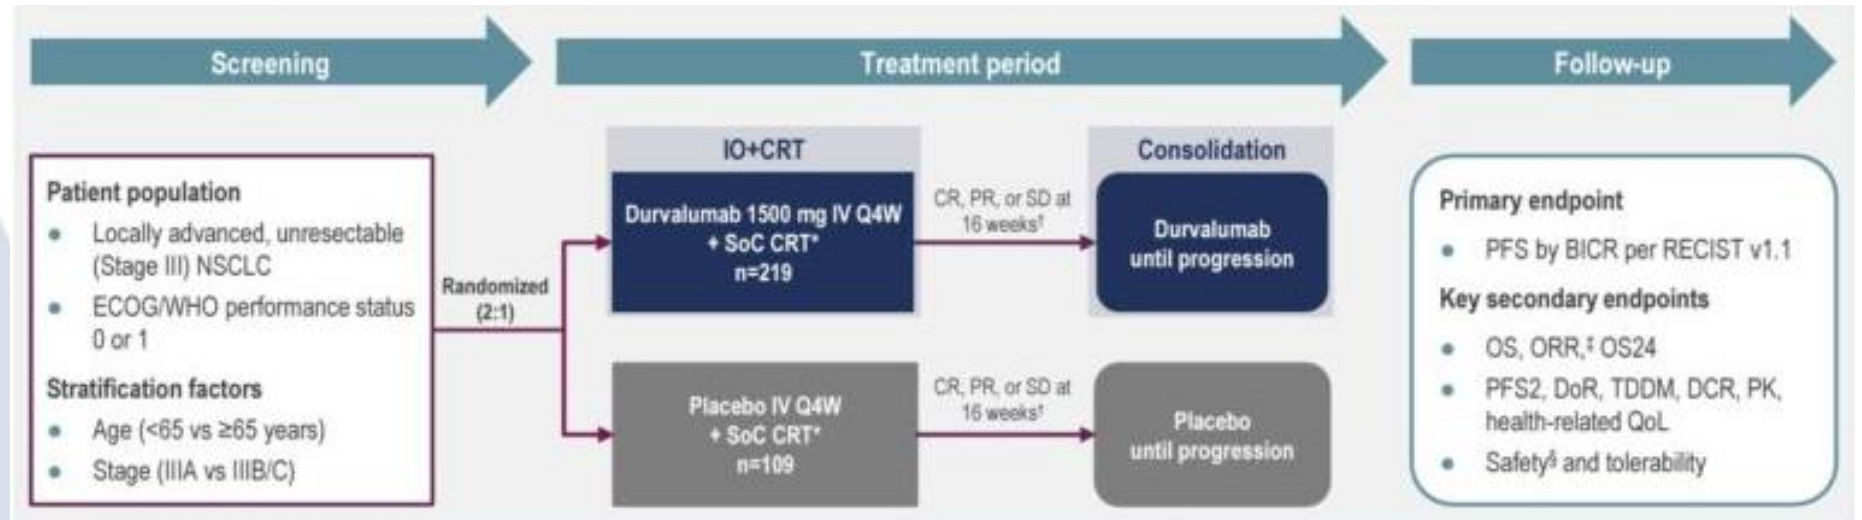 Screening
Treatment period
Follow-up
Patient population
• Locally advanced, unresectable
(Stage III) NSCLC
• ECOG/WHO performance status
0 or 1
Stratification factors
• Age (<65 vs ≥65 years)
• Stage (IIIA vs IIIB/C)
Randomized
(2:1)
IO+CRT
Durvalumab 1500 mg IV Q4W
+ SoC CRT*
n=219
CR, PR, or SD at
16 weeks†
Consolidation
Durvalumab
until progression
Placebo IV Q4W
+ SoC CRT*
n=109
CR, PR, or SD at
16 weeks†
Placebo
until progression
Primary endpoint
• PFS by BICR per RECIST v1.1
Key secondary endpoints
• OS, ORR,‡ OS24
• PFS2, DoR, TDDM, DCR, PK,
health-related QoL
• Safety§ and tolerability